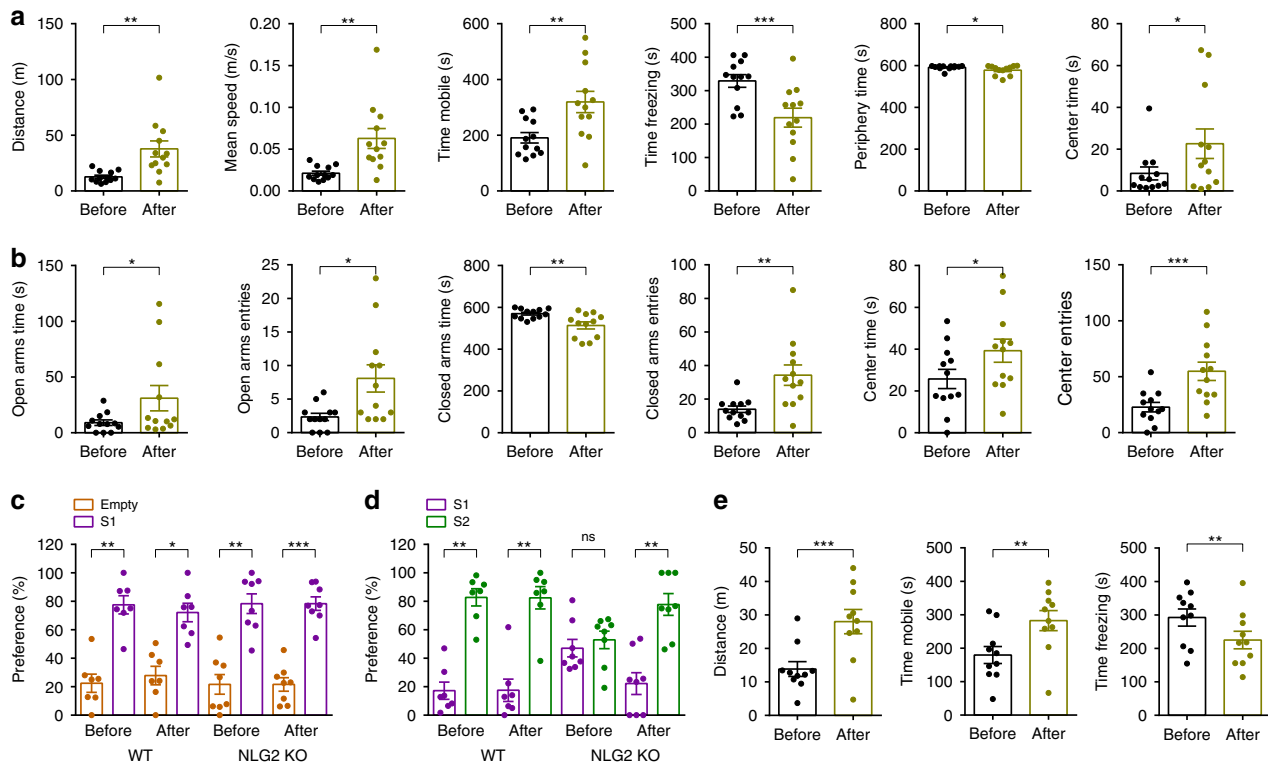 a
** ** ** *** * *
Distance (m) 150 100 50 0 Before After
Mean speed (m/s) 0.20 0.15 0.10 0.05 0.00 Before After
Time mobile (s) 600 400 200 0 Before After
Time freezing (s) 500 400 300 200 100 0 Before After
Periphery time (s) 800 600 400 200 0 Before After
Center time (s) 80 60 40 20 0 Before After
b
* * ** ** * ***
Open arms time (s) 150 100 50 0 Before After
Open arms entries 25 20 15 10 5 0 Before After
Closed arms time (s) 800 600 400 200 0 Before After
Closed arms entries 100 80 60 40 20 0 Before After
Center time (s) 80 60 40 20 0 Before After
Center entries 150 100 50 0 Before After
c
Empty
S1
** * ** ***
Preference (%) 120 100 80 60 40 20 0
Before After Before After
WT NLG2 KO
d
S1
S2
** ** ns **
Preference (%) 120 100 80 60 40 20 0
Before After Before After
WT NLG2 KO
e
*** ** **
Distance (m) 50 40 30 20 10 0 Before After
Time mobile (s) 500 400 300 200 100 0 Before After
Time freezing (s) 500 400 300 200 100 0 Before After